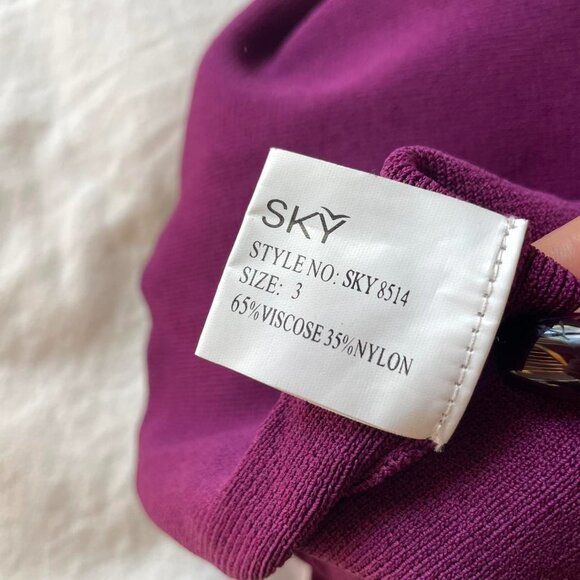 SKY
STYLE NO: SKY 8514
SIZE: 3
65%VISCOSE 35%NYLON